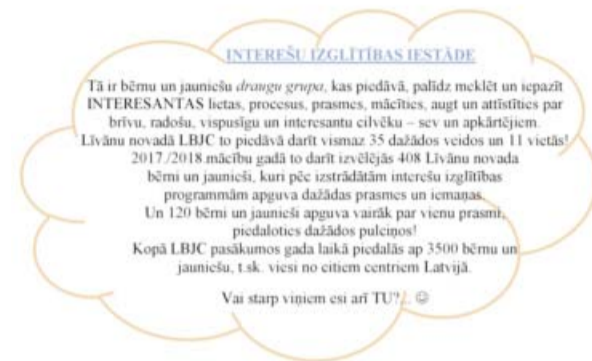 INTEREŠU IZGLĪTĪBAS IESTĀDE
Tā ir bērnu un jauniešu draugu grupa, kas piedāvā, palīdz meklēt un iepazīt
INTERESANTAS lietas, procesus, prasmes, mācīties, augt un attīstīties par
brīvu, radošu, vispusīgu un interesantu cilvēku – sev un apkārtējiem.
Līvānu novadā LBJC to piedāvā darīt vismaz 35 dažādos veidos un 11 vietās!
2017./2018.mācību gadā to darīt izvēlējās 408 Līvānu novada
bērni un jaunieši, kuri pēc izstrādātām interešu izglītības
programmām apguva dažādas prasmes un iemaņas.
Un 120 bērni un jaunieši apguva vairāk par vienu prasmi,
piedaloties dažādos pulciņos!
Kopā LBJC pasākumos gada laikā piedalās ap 3500 bērnu un
jauniešu, t.sk. viesi no citiem centriem Latvijā.
Vai starp viņiem esi arī TU?... ☺